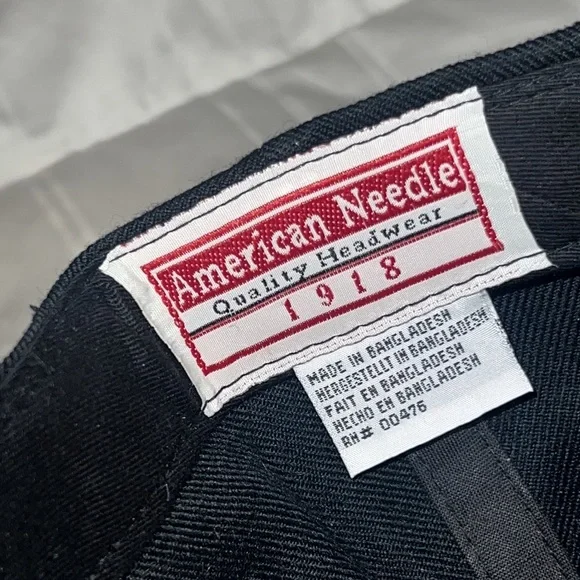 American Needle
Quality Headwear
1918
MADE IN BANGLADESH
HERGESTELLT IN BANGLADESH
FAIT EN BANGLADESH
HECHO EN BANGLADESH
RN# 00476